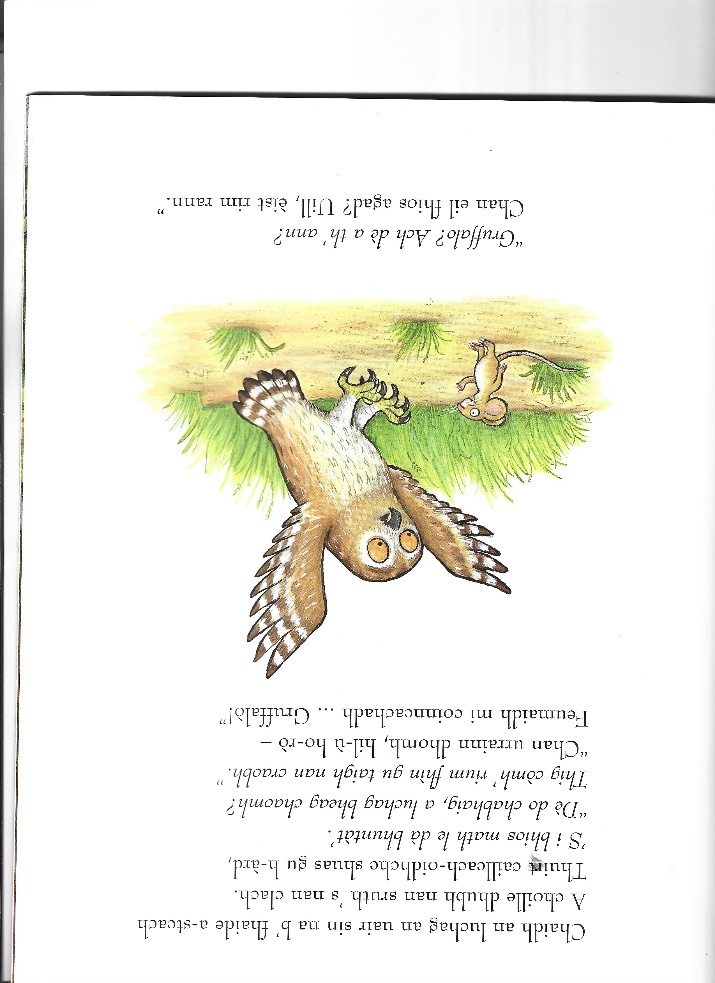 Chaidh an luchag an uair sin na b' fhaide a-steach
A choille dhubh nan sruth 's nan clach.
Thuirt cailleach-oidhche shuas gu h-àrd,
'S i bhios math le dà bhuntàt'.
“Dè do chabhaig, a luchag bheag chaomh?
Thig còmh' rium fhìn gu taigh nan craobh.”
“Chan urrainn dhomh, hil-ù ho-rò –
Feumaidh mi coinneachadh ... Gruffalò!”
“Gruffalo? Ach dè a th' ann?
Chan eil fhios agad? Uill, èist rim rann.”